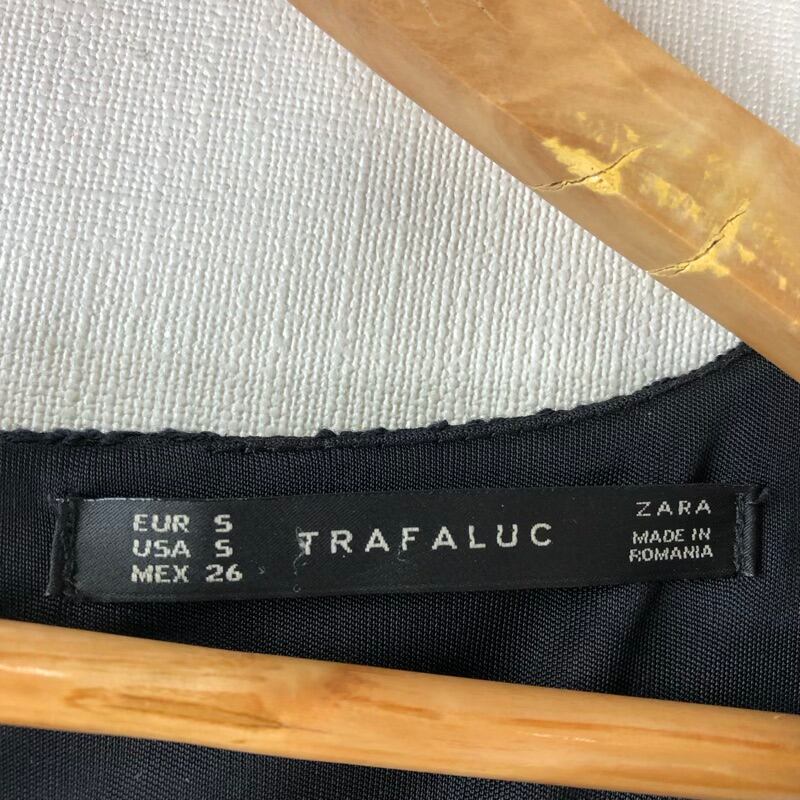 EUR S
USA S
MEX 26
TRAFALUC
ZARA
MADE IN
ROMANIA